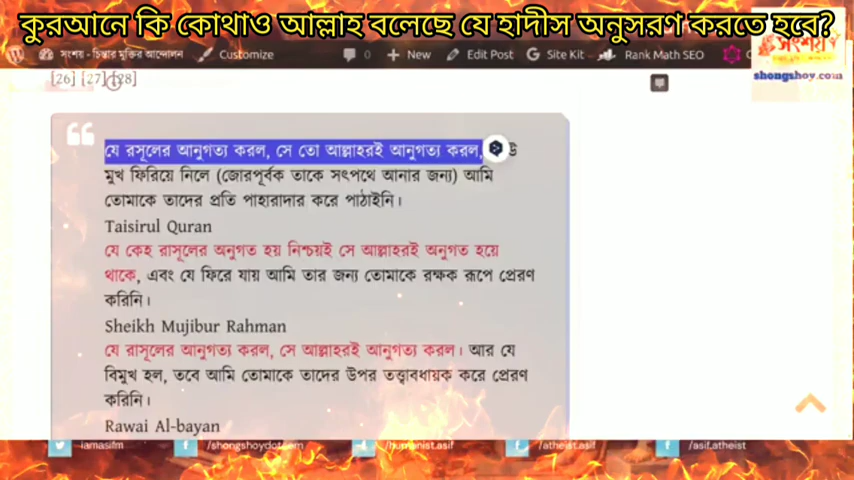 কুরআনে কি কোথাও আল্লাহ বলেছে যে হাদীস অনুসরণ করতে হবে?
সংশয় - চিন্তার মুক্তির আন্দোলন Customize 0 New Edit Post Site Kit Rank Math SEO
সংশয়
shongshoy.com
[26] [27] [28]
যে রসূলের আনুগত্য করল, সে তো আল্লাহরই আনুগত্য করল,
মুখ ফিরিয়ে নিলে (জোরপূর্বক তাকে সৎপথে আনার জন্য) আমি
তোমাকে তাদের প্রতি পাহারাদার করে পাঠাইনি।
Taisirul Quran
যে কেহ রাসূলের অনুগত হয় নিশ্চয়ই সে আল্লাহরই অনুগত হয়ে
থাকে, এবং যে ফিরে যায় আমি তার জন্য তোমাকে রক্ষক রূপে প্রেরণ
করিনি।
Sheikh Mujibur Rahman
যে রাসূলের আনুগত্য করল, সে আল্লাহরই আনুগত্য করল। আর যে
বিমুখ হল, তবে আমি তোমাকে তাদের উপর তত্ত্বাবধায়ক করে প্রেরণ
করিনি।
Rawai Al-bayan
iamasifm /shongshoydotcom /humanist.asif /atheist.asif /asif.atheist